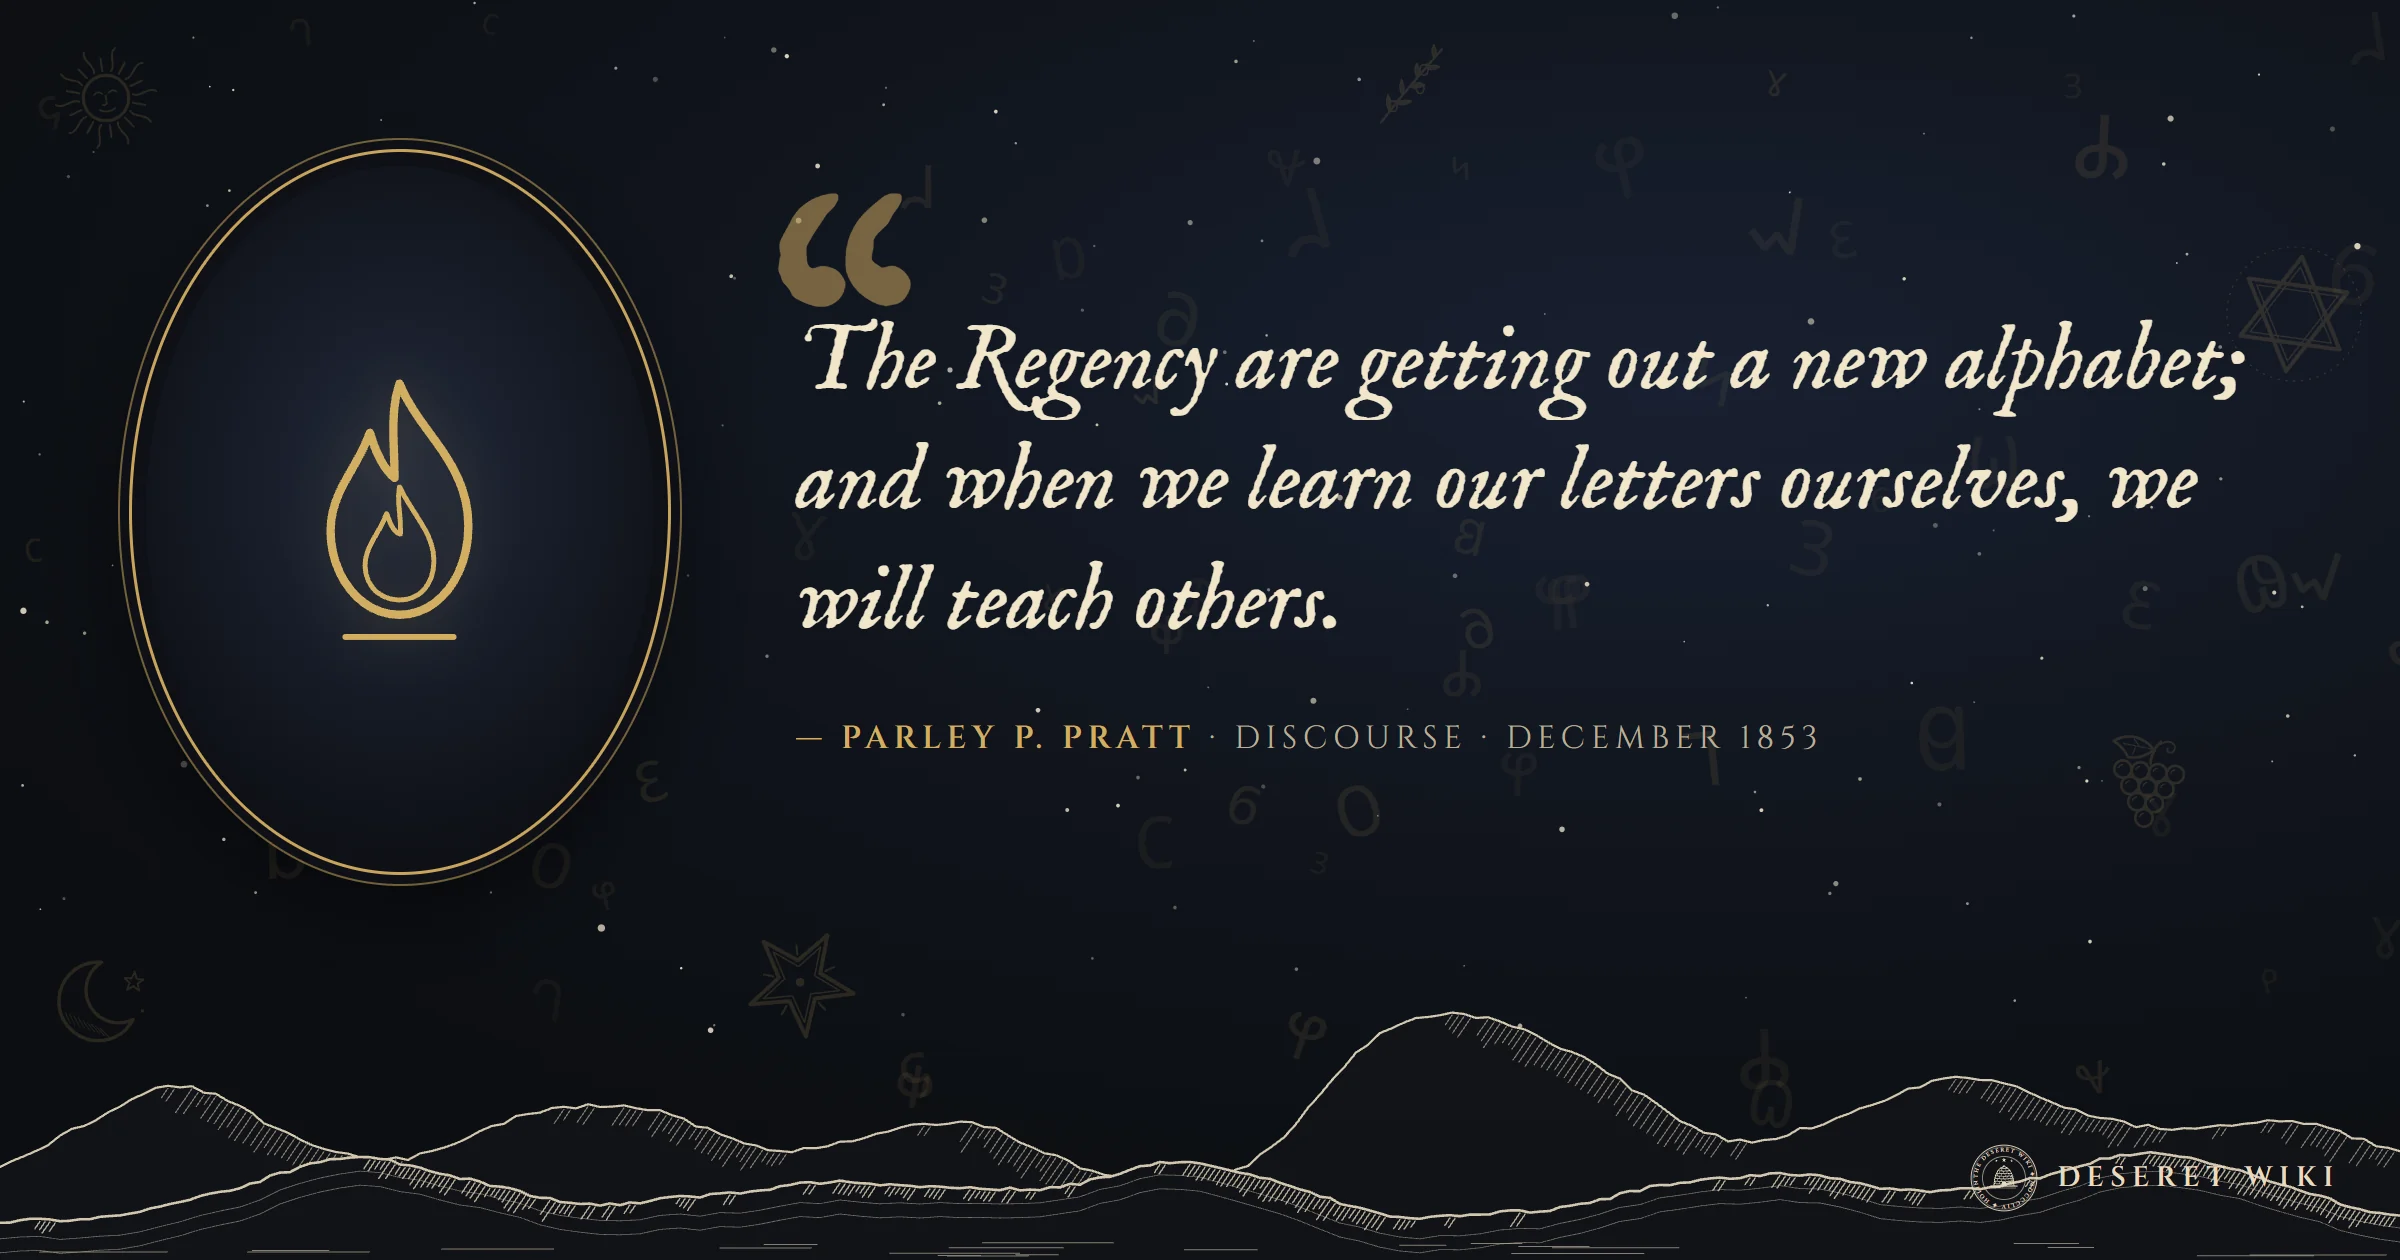 “
The Regency are getting out a new alphabet;
and when we learn our letters ourselves, we
will teach others.
— PARLEY P. PRATT · DISCOURSE · DECEMBER 1853
DESERET WIKI